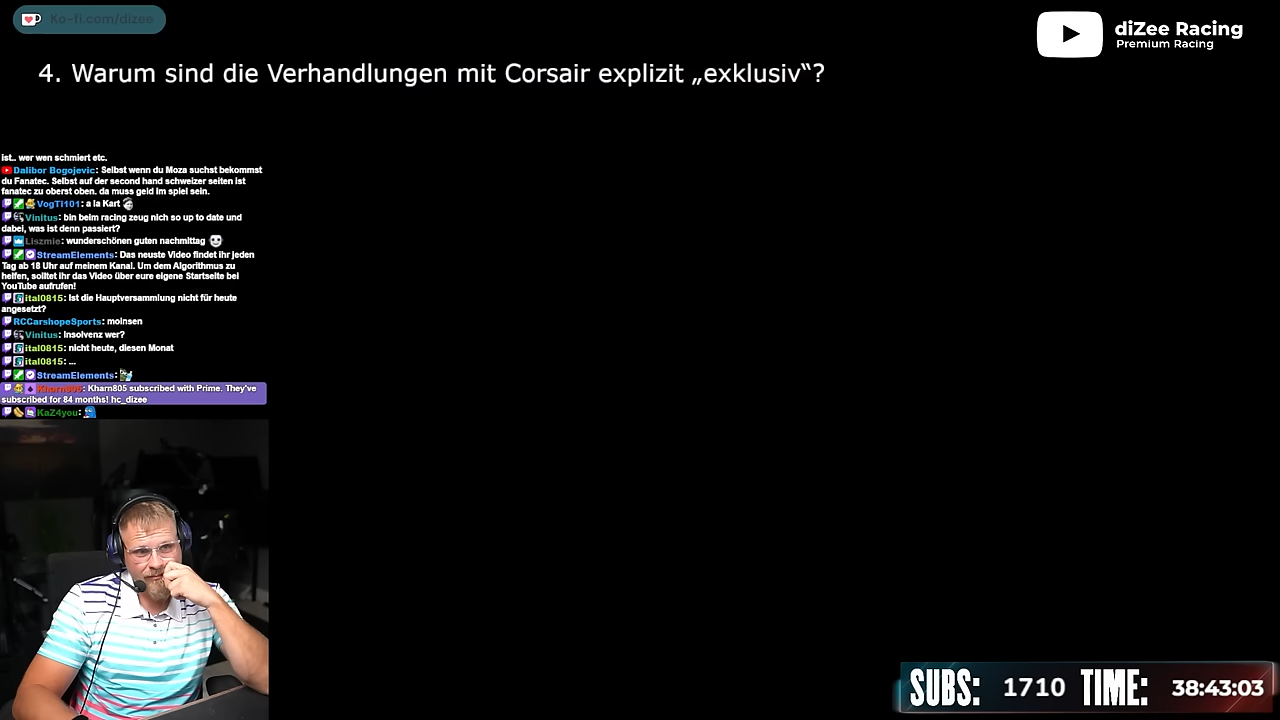 Ko-fi.com/dizee
diZee Racing
Premium Racing
4. Warum sind die Verhandlungen mit Corsair explizit „exklusiv“?
ist.. wer wen schmiert etc.
Dalibor Bogojevic: Selbst wenn du Moza suchst bekommst
du Fanatec. Selbst auf der second hand schweizer seiten ist
fanatec zu oberst oben. da muss geld im spiel sein.
VogTi101: a la Kart
Vinitus: bin beim racing zeug nich so up to date und
dabei, was ist denn passiert?
Liszmie: wunderschönen guten nachmittag
StreamElements: Das neuste Video findet ihr jeden
Tag ab 18 Uhr auf meinem Kanal. Um dem Algorithmus zu
helfen, solltet ihr das Video über eure eigene Startseite bei
YouTube aufrufen!
ital0815: Ist die Hauptversammlung nicht für heute
angesetzt?
RCCarshopeSports: moinsen
Vinitus: Insolvenz wer?
ital0815: nicht heute, diesen Monat
ital0815: ...
StreamElements:
Kharn805: Kharn805 subscribed with Prime. They've
subscribed for 84 months! hc_dizee
KaZ4you:
SUBS: 1710 TIME: 38:43:03